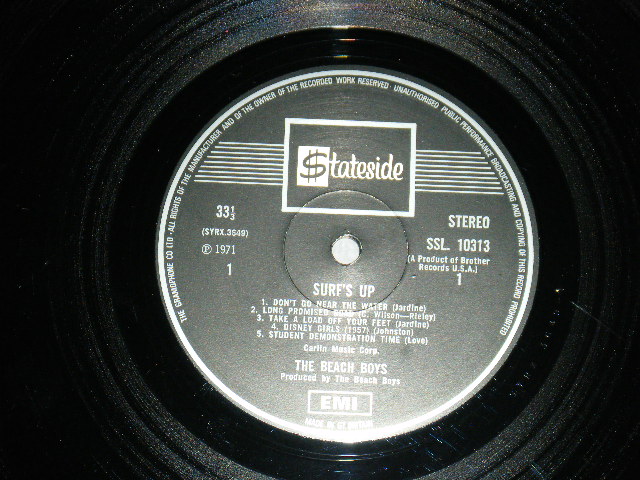 THE GRAMOPHONE CO LTD · ALL RIGHTS OF THE MANUFACTURER AND OF THE OWNER OF THE RECORDED WORK RESERVED · UNAUTHORISED PUBLIC PERFORMANCE BROADCASTING AND COPYING OF THIS RECORD PROHIBITED
$tateside
33⅓
(SYRX.3649)
℗ 1971
1
STEREO
SSL. 10313
(A Product of Brother
Records U.S.A.)
1
SURF'S UP
1. DON'T GO NEAR THE WATER (Jardine)
2. LONG PROMISED ROAD (C. Wilson—Rieley)
3. TAKE A LOAD OFF YOUR FEET (Jardine)
4. DISNEY GIRLS (1957) (Johnston)
5. STUDENT DEMONSTRATION TIME (Love)
Carlin Music Corp.
THE BEACH BOYS
Produced by The Beach Boys
EMI
MADE IN GT BRITAIN